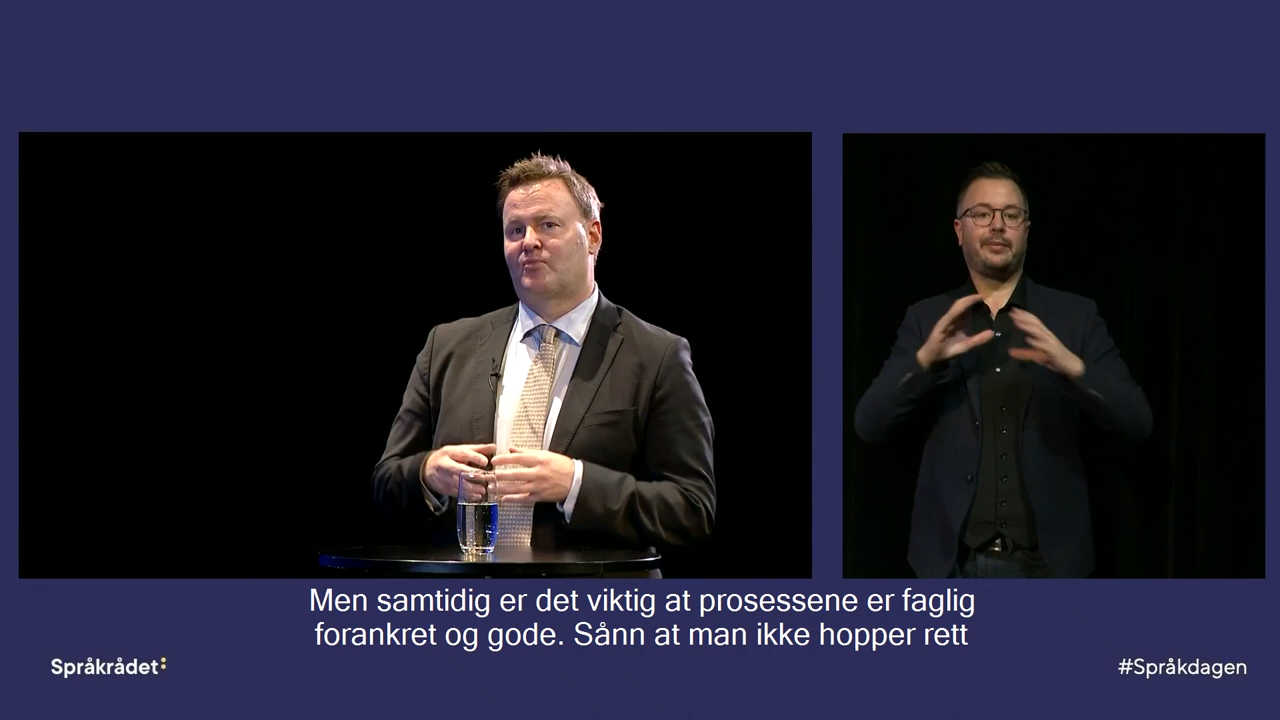 Men samtidig er det viktig at prosessene er faglig
forankret og gode. Sånn at man ikke hopper rett
Språkrådet
#Språkdagen